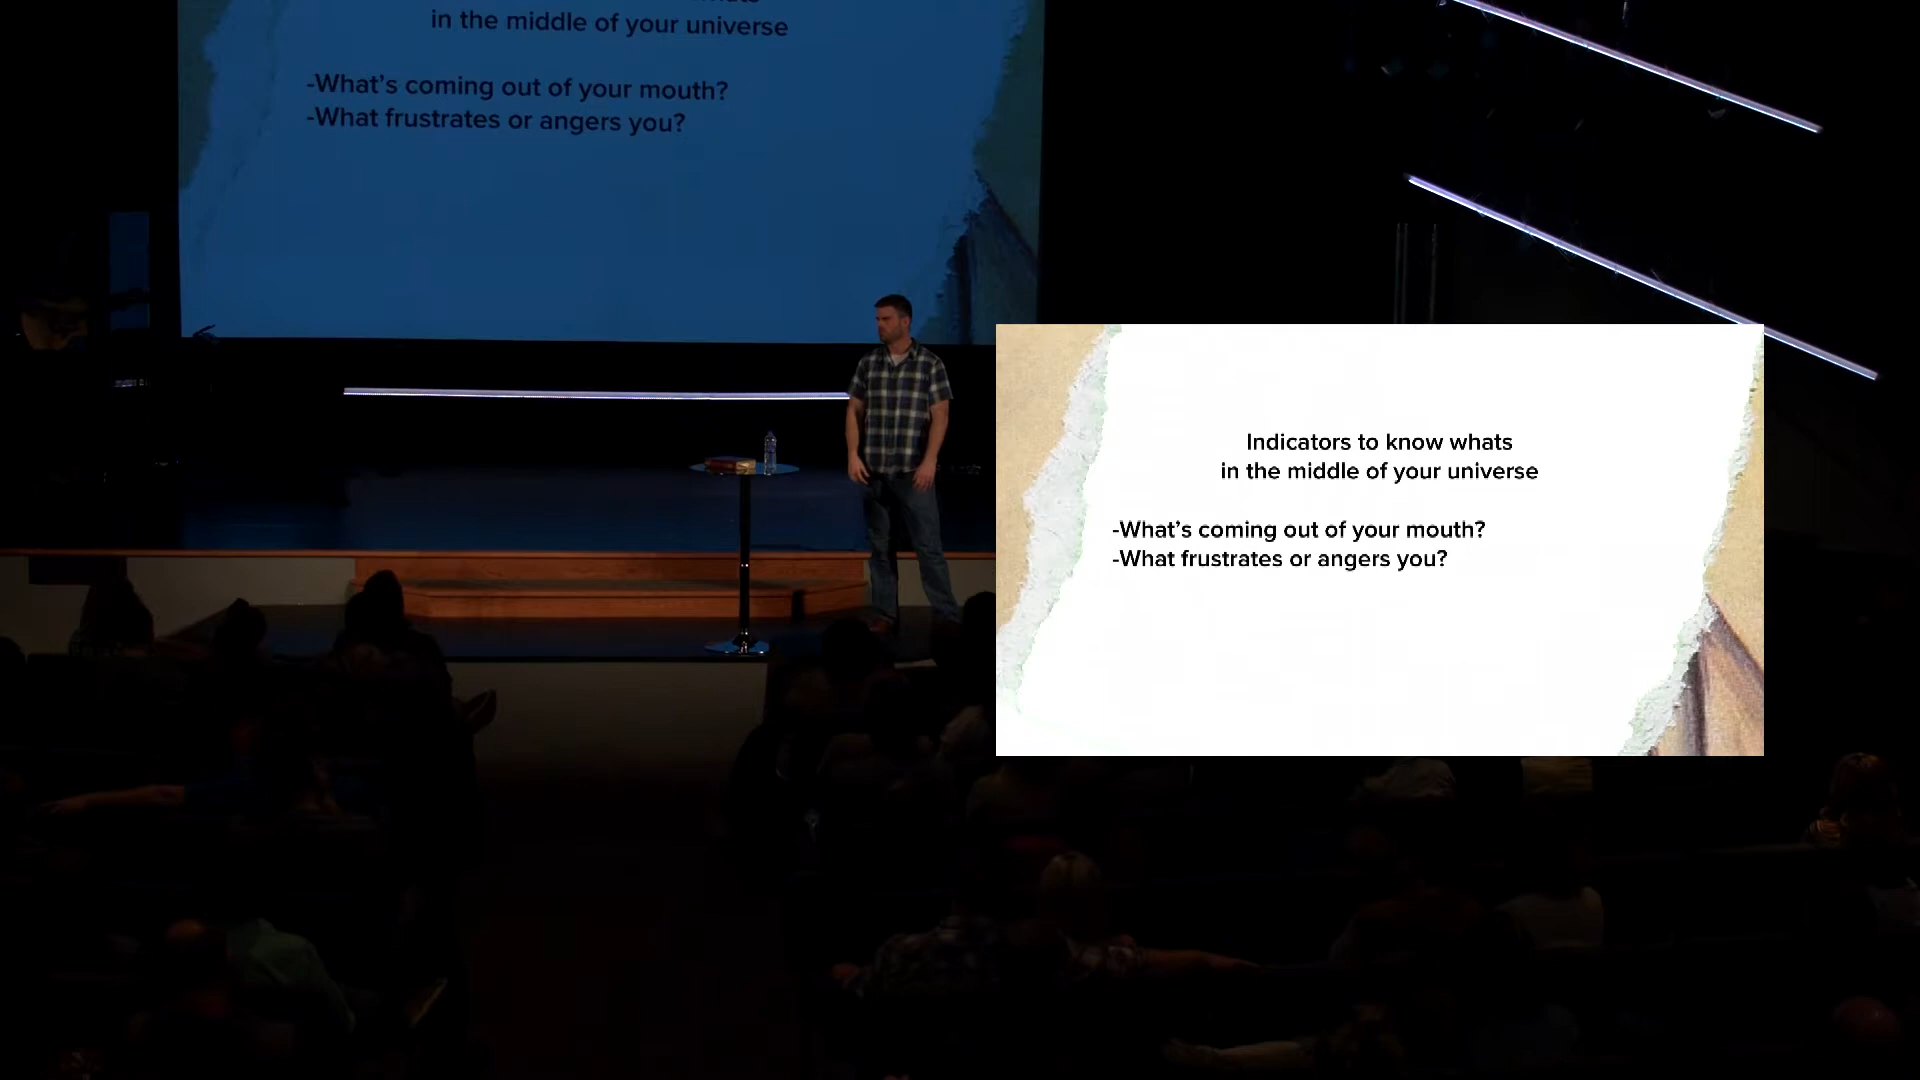 in the middle of your universe
-What's coming out of your mouth?
-What frustrates or angers you?
Indicators to know whats
in the middle of your universe
-What's coming out of your mouth?
-What frustrates or angers you?